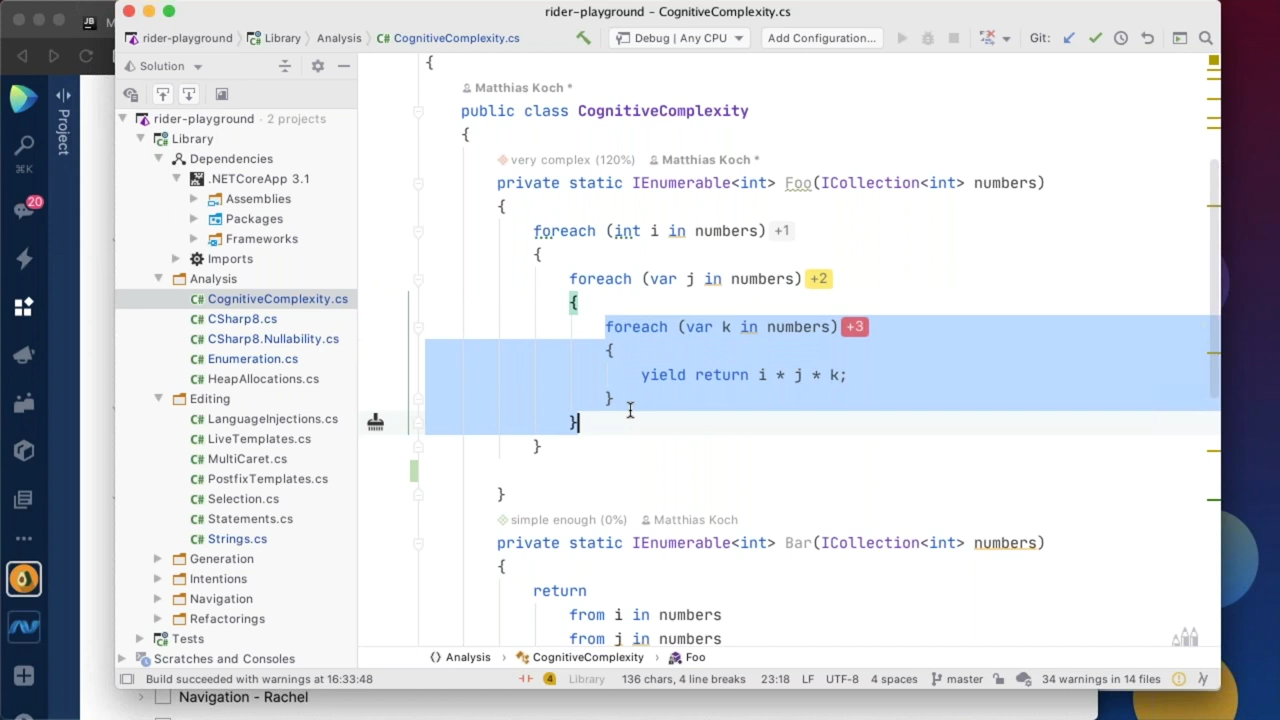 rider-playground – CognitiveComplexity.cs
JB M
rider-playground Library Analysis C# CognitiveComplexity.cs
Debug | Any CPU
Add Configuration...
Git:
Solution
Project
⌘K
20
rider-playground · 2 projects
Library
Dependencies
.NETCoreApp 3.1
Assemblies
Packages
Frameworks
Imports
Analysis
C# CognitiveComplexity.cs
C# CSharp8.cs
C# CSharp8.Nullability.cs
C# Enumeration.cs
C# HeapAllocations.cs
Editing
C# LanguageInjections.cs
C# LiveTemplates.cs
C# MultiCaret.cs
C# PostfixTemplates.cs
C# Selection.cs
C# Statements.cs
C# Strings.cs
Generation
Intentions
Navigation
Refactorings
Tests
Scratches and Consoles
{
Matthias Koch *
public class CognitiveComplexity
{
very complex (120%) Matthias Koch *
private static IEnumerable<int> Foo(ICollection<int> numbers)
{
foreach (int i in numbers) +1
{
foreach (var j in numbers) +2
{
foreach (var k in numbers) +3
{
yield return i * j * k;
}
}
}
}
simple enough (0%) Matthias Koch
private static IEnumerable<int> Bar(ICollection<int> numbers)
{
return
from i in numbers
from j in numbers
{} Analysis CognitiveComplexity Foo
Build succeeded with warnings at 16:33:48
4 Library 136 chars, 4 line breaks 23:18 LF UTF-8 4 spaces master 34 warnings in 14 files
Navigation - Rachel